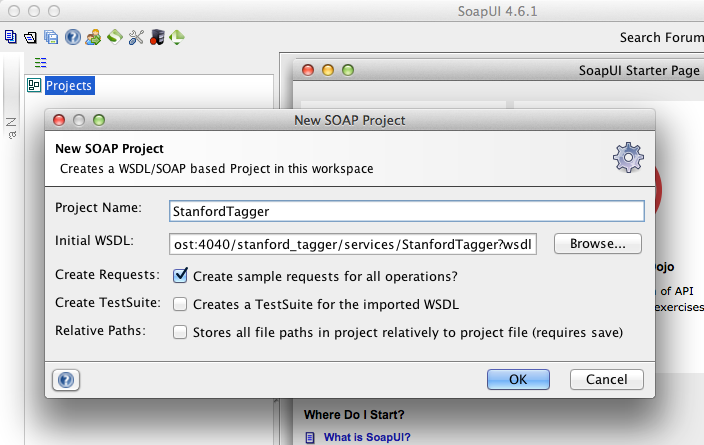 SoapUI 4.6.1
Search Forum
SoapUI Starter Page
Projects
Na
New SOAP Project
New SOAP Project
Creates a WSDL/SOAP based Project in this workspace
Project Name:
StanfordTagger
Initial WSDL:
ost:4040/stanford_tagger/services/StanfordTagger?wsdl
Browse...
Create Requests:
Create sample requests for all operations?
Create TestSuite:
Creates a TestSuite for the imported WSDL
Relative Paths:
Stores all file paths in project relatively to project file (requires save)
?
OK
Cancel
ojo
n of API
exercises
Where Do I Start?
What is SoapUI?